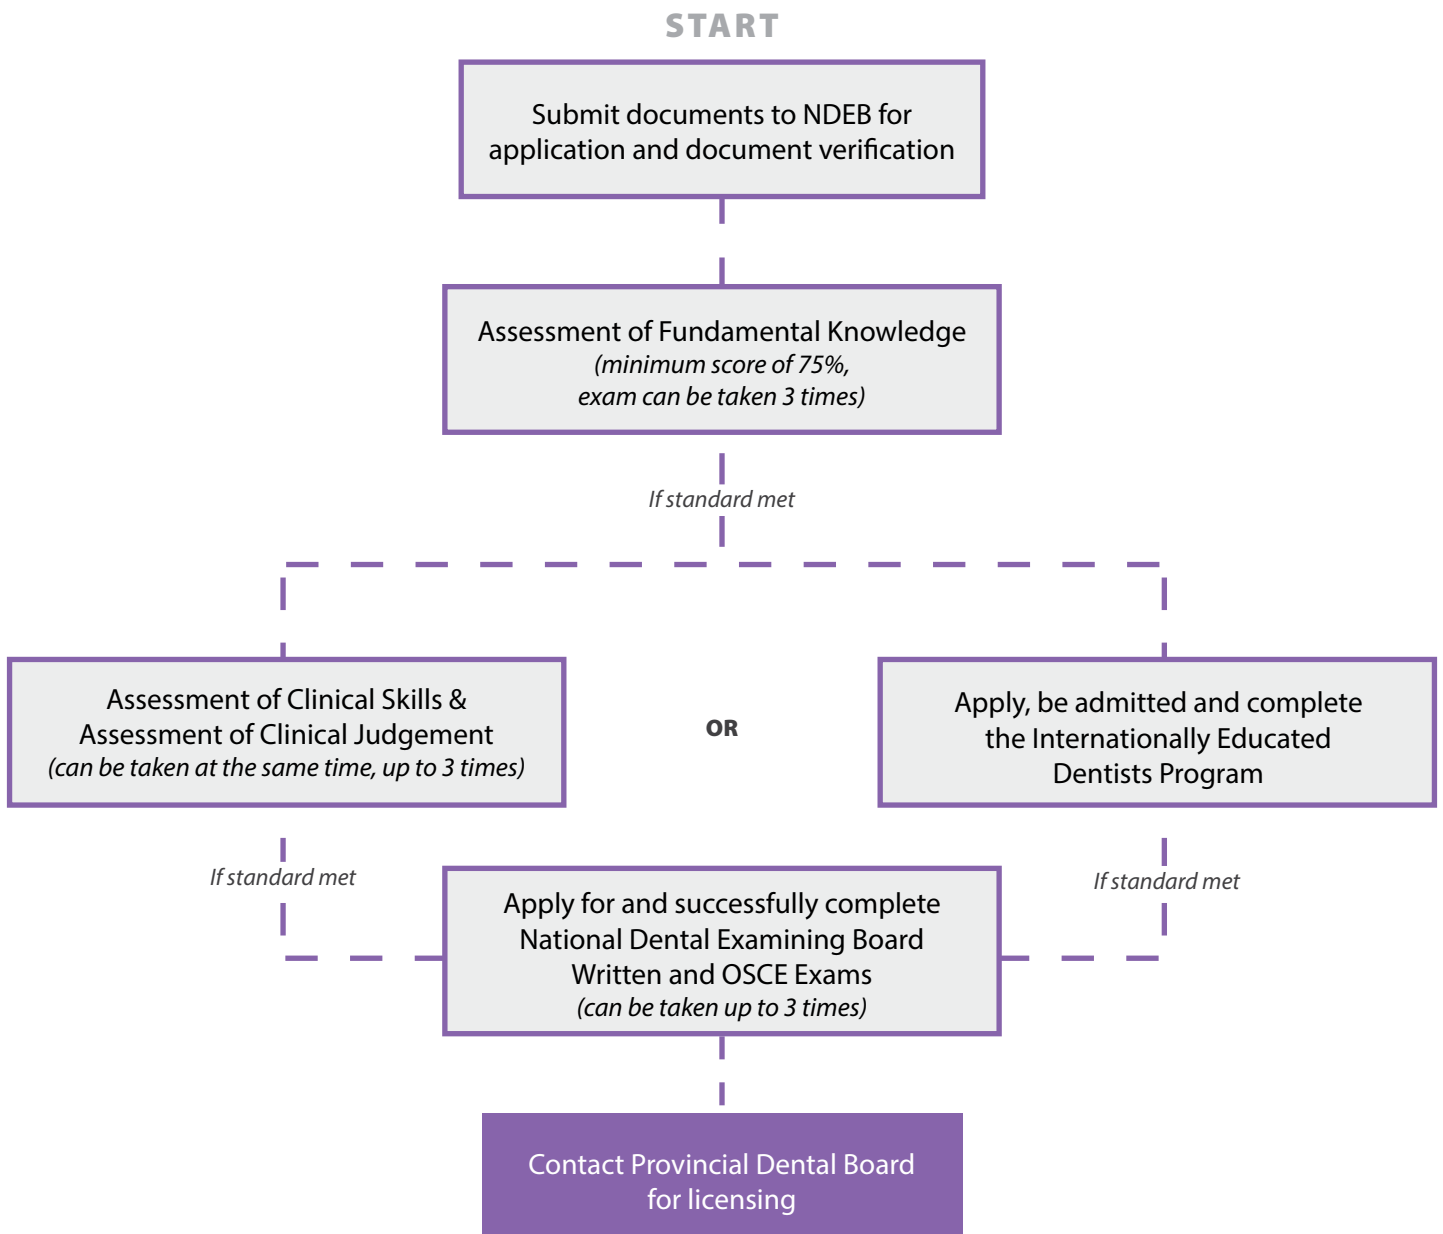 START
Submit documents to NDEB for
application and document verification
Assessment of Fundamental Knowledge
(minimum score of 75%,
exam can be taken 3 times)
If standard met
Assessment of Clinical Skills &
Assessment of Clinical Judgement
(can be taken at the same time, up to 3 times)
OR
Apply, be admitted and complete
the Internationally Educated
Dentists Program
If standard met
If standard met
Apply for and successfully complete
National Dental Examining Board
Written and OSCE Exams
(can be taken up to 3 times)
Contact Provincial Dental Board
for licensing